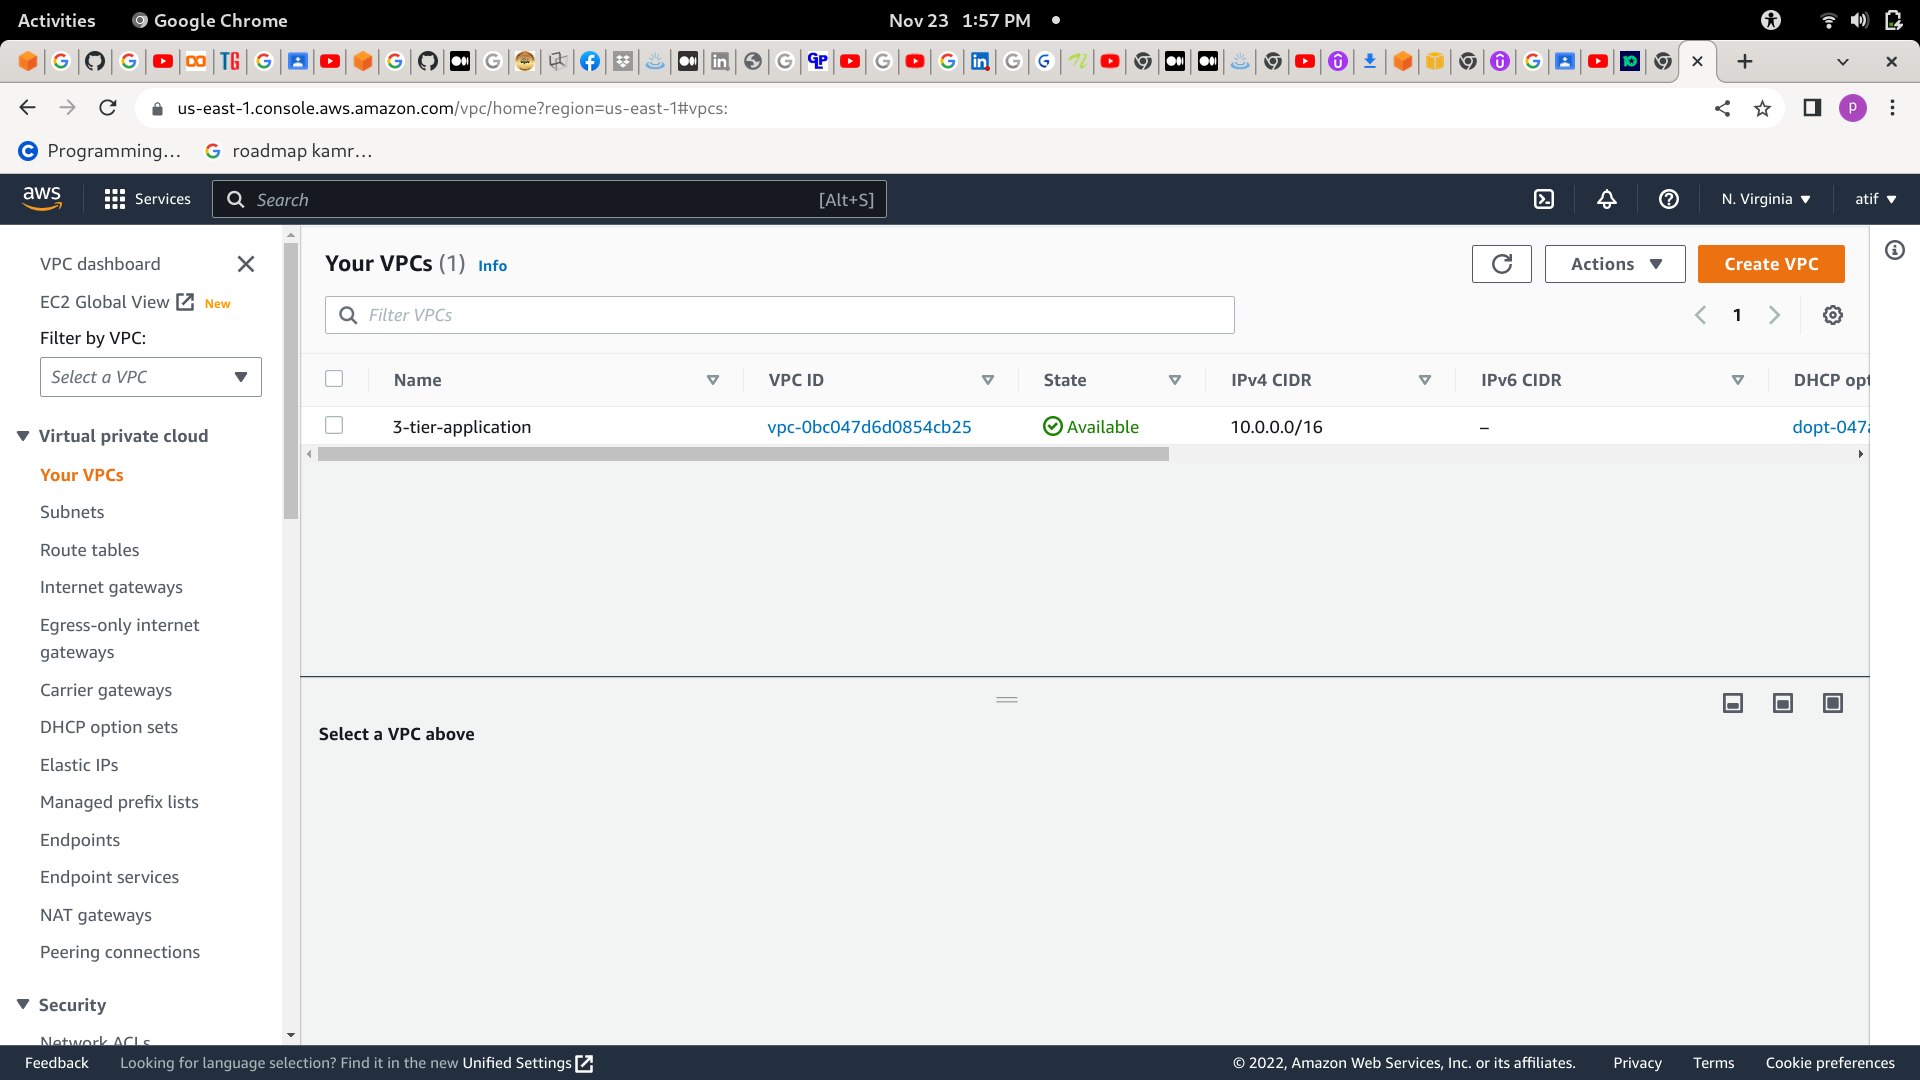 Activities Google Chrome Nov 23 1:57 PM
us-east-1.console.aws.amazon.com/vpc/home?region=us-east-1#vpcs: P
Programming... roadmap kamr...
aws Services Search [Alt+S] N. Virginia atif
VPC dashboard
EC2 Global View New
Filter by VPC:
Select a VPC
Virtual private cloud
Your VPCs
Subnets
Route tables
Internet gateways
Egress-only internet
gateways
Carrier gateways
DHCP option sets
Elastic IPs
Managed prefix lists
Endpoints
Endpoint services
NAT gateways
Peering connections
Security
Network ACLs
Your VPCs (1) Info Actions Create VPC
Filter VPCs 1
Name VPC ID State IPv4 CIDR IPv6 CIDR DHCP opt
3-tier-application vpc-0bc047d6d0854cb25 Available 10.0.0.0/16 – dopt-047a
Select a VPC above
Feedback Looking for language selection? Find it in the new Unified Settings © 2022, Amazon Web Services, Inc. or its affiliates. Privacy Terms Cookie preferences